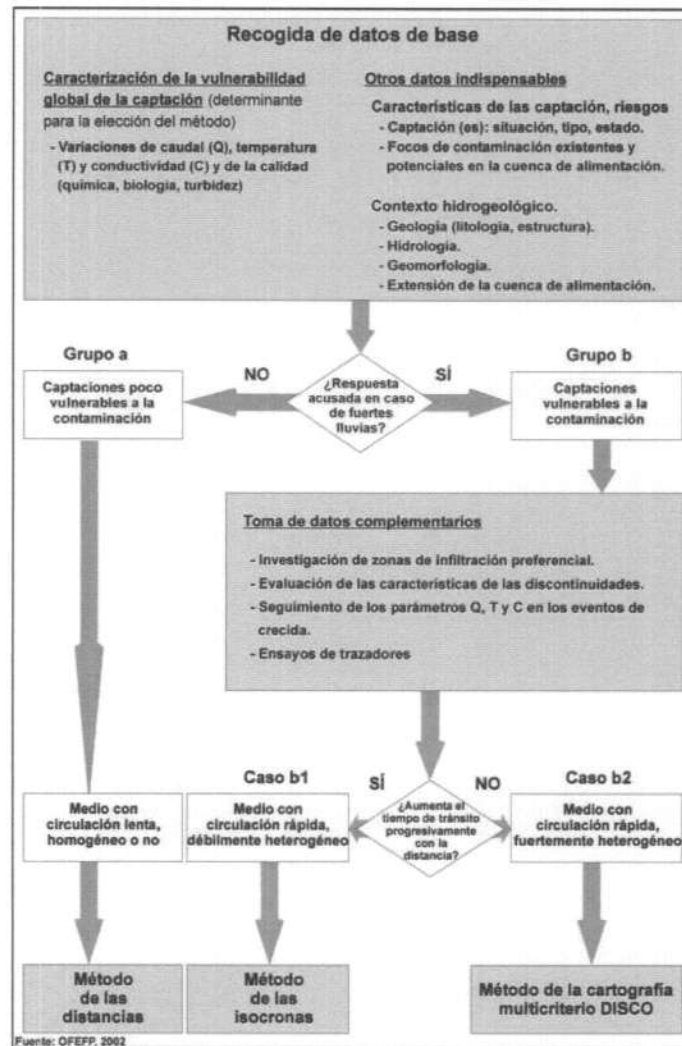 Recogida de datos de base
Caracterización de la vulnerabilidad
global de la captación (determinante
para la elección del método)
- Variaciones de caudal (Q), temperatura
(T) y conductividad (C) y de la calidad
(química, biología, turbidez)
Otros datos indispensables
Características de las captación, riesgos
- Captación (es): situación, tipo, estado.
- Focos de contaminación existentes y
potenciales en la cuenca de alimentación.
Contexto hidrogeológico.
- Geología (litología, estructura).
- Hidrología.
- Geomorfología.
- Extensión de la cuenca de alimentación.
Grupo a
NO
¿Respuesta
acusada en caso
de fuertes
lluvias?
SÍ
Grupo b
Captaciones poco
vulnerables a la
contaminación
Captaciones
vulnerables a la
contaminación
Toma de datos complementarios
- Investigación de zonas de infiltración preferencial.
- Evaluación de las características de las discontinuidades.
- Seguimiento de los parámetros Q, T y C en los eventos de
crecida.
- Ensayos de trazadores
Caso b1
SÍ
NO
Caso b2
Medio con
circulación lenta,
homogéneo o no
Medio con
circulación rápida,
débilmente heterogéneo
¿Aumenta el
tiempo de tránsito
progresivamente
con la
distancia?
Medio con
circulación rápida,
fuertemente heterogéneo
Método
de las
distancias
Método
de las
isocronas
Método de la cartografía
multicriterio DISCO
Fuente: OFEFP, 2002